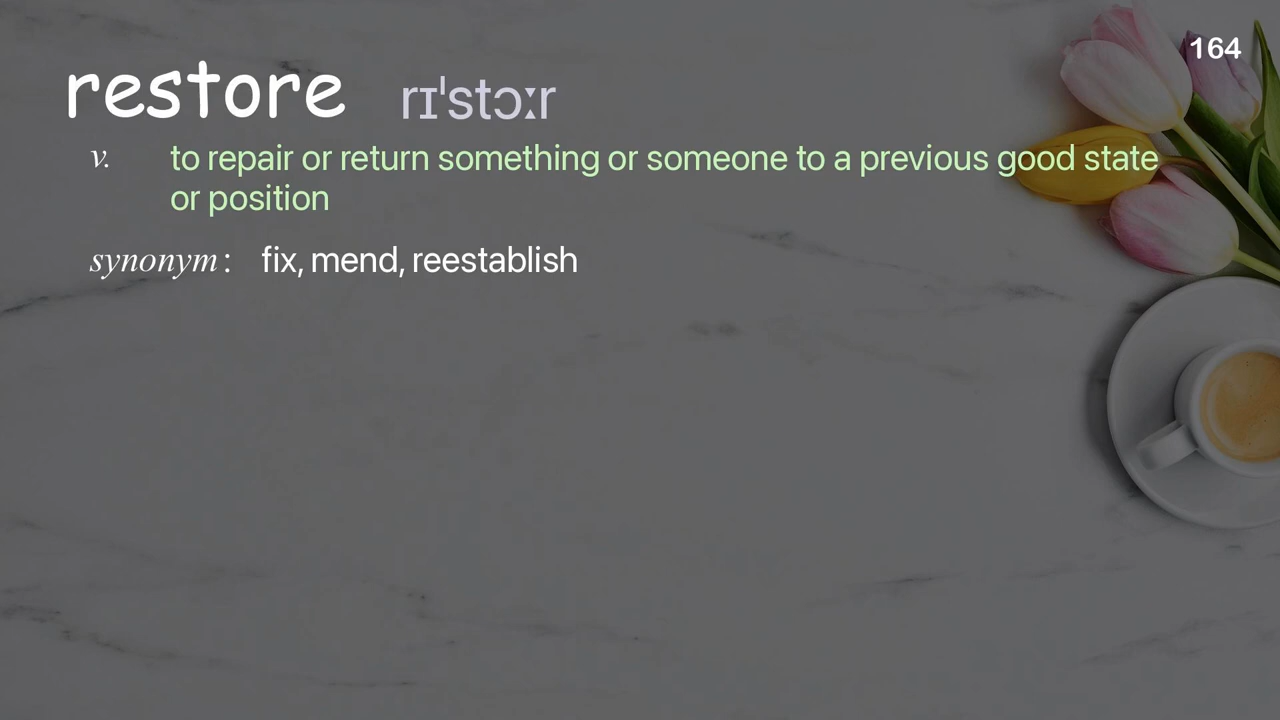 164
restore rɪˈstɔːr
v. to repair or return something or someone to a previous good state
or position
synonym : fix, mend, reestablish